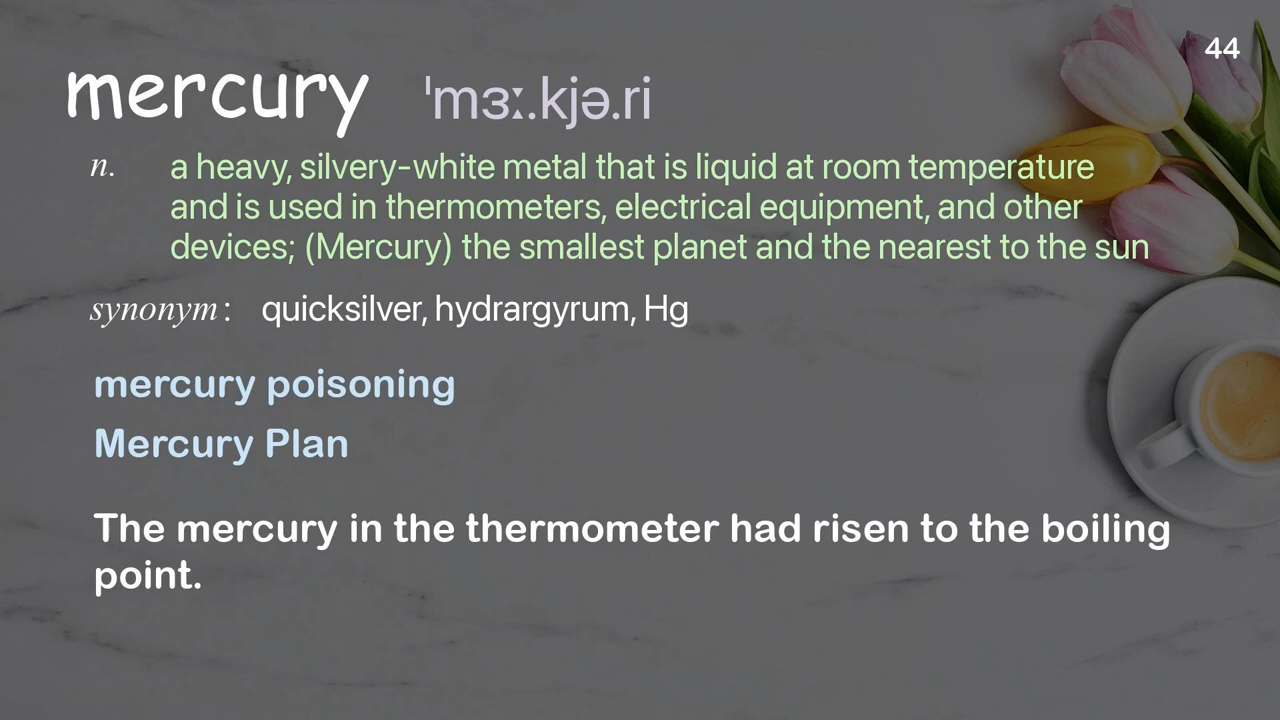 44
mercury ˈmɜː.kjə.ri
n. a heavy, silvery-white metal that is liquid at room temperature
and is used in thermometers, electrical equipment, and other
devices; (Mercury) the smallest planet and the nearest to the sun
synonym: quicksilver, hydrargyrum, Hg
mercury poisoning
Mercury Plan
The mercury in the thermometer had risen to the boiling
point.